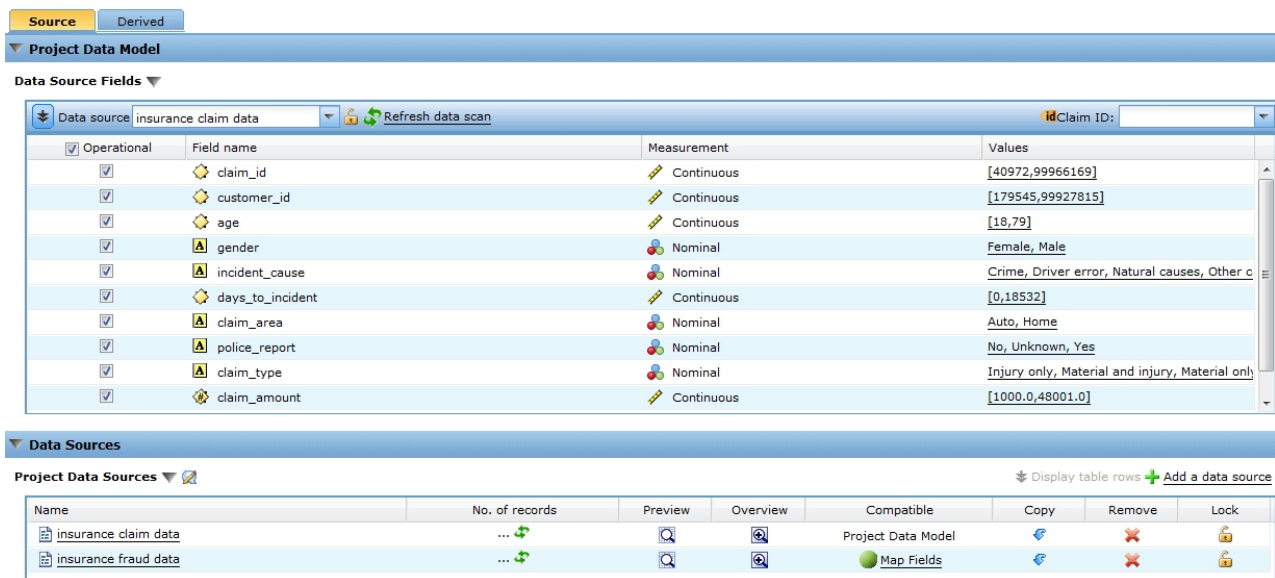 Source Derived
Project Data Model
Data Source Fields
Data source insurance claim data Refresh data scan id Claim ID:
Operational Field name Measurement Values
claim_id Continuous [40972,99966169]
customer_id Continuous [179545,99927815]
age Continuous [18,79]
A gender Nominal Female, Male
A incident_cause Nominal Crime, Driver error, Natural causes, Other c
days_to_incident Continuous [0,18532]
A claim_area Nominal Auto, Home
A police_report Nominal No, Unknown, Yes
A claim_type Nominal Injury only, Material and injury, Material only
# claim_amount Continuous [1000.0,48001.0]
Data Sources
Project Data Sources Display table rows Add a data source
Name No. of records Preview Overview Compatible Copy Remove Lock
insurance claim data ... Project Data Model
insurance fraud data ... Map Fields